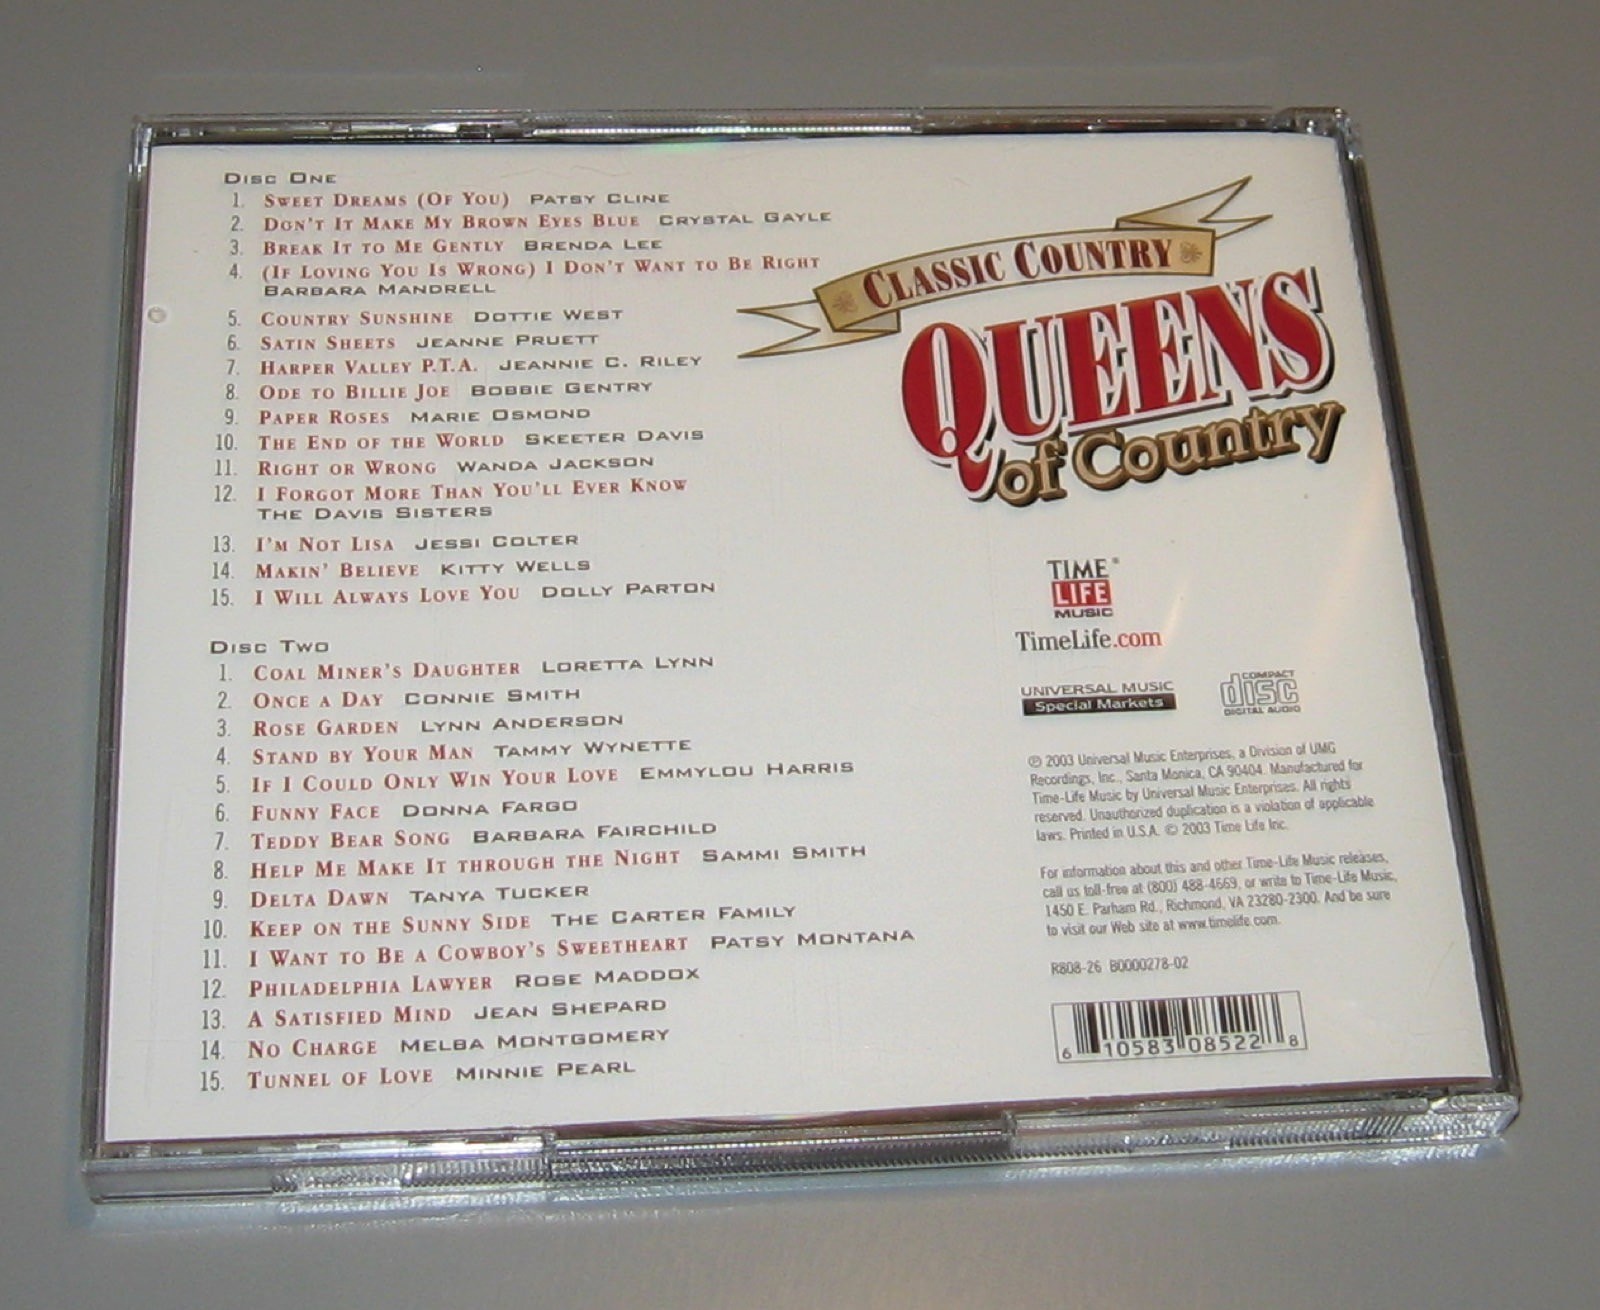 DISC ONE
1. SWEET DREAMS (OF YOU) PATSY CLINE
2. DON'T IT MAKE MY BROWN EYES BLUE CRYSTAL GAYLE
3. BREAK IT TO ME GENTLY BRENDA LEE
4. (IF LOVING YOU IS WRONG) I DON'T WANT TO BE RIGHT
BARBARA MANDRELL
5. COUNTRY SUNSHINE DOTTIE WEST
6. SATIN SHEETS JEANNE PRUETT
7. HARPER VALLEY P.T.A. JEANNIE C. RILEY
8. ODE TO BILLIE JOE BOBBIE GENTRY
9. PAPER ROSES MARIE OSMOND
10. THE END OF THE WORLD SKEETER DAVIS
11. RIGHT OR WRONG WANDA JACKSON
12. I FORGOT MORE THAN YOU'LL EVER KNOW
THE DAVIS SISTERS
13. I'M NOT LISA JESSI COLTER
14. MAKIN' BELIEVE KITTY WELLS
15. I WILL ALWAYS LOVE YOU DOLLY PARTON
DISC TWO
1. COAL MINER'S DAUGHTER LORETTA LYNN
2. ONCE A DAY CONNIE SMITH
3. ROSE GARDEN LYNN ANDERSON
4. STAND BY YOUR MAN TAMMY WYNETTE
5. IF I COULD ONLY WIN YOUR LOVE EMMYLOU HARRIS
6. FUNNY FACE DONNA FARGO
7. TEDDY BEAR SONG BARBARA FAIRCHILD
8. HELP ME MAKE IT THROUGH THE NIGHT SAMMI SMITH
9. DELTA DAWN TANYA TUCKER
10. KEEP ON THE SUNNY SIDE THE CARTER FAMILY
11. I WANT TO BE A COWBOY'S SWEETHEART PATSY MONTANA
12. PHILADELPHIA LAWYER ROSE MADDOX
13. A SATISFIED MIND JEAN SHEPARD
14. NO CHARGE MELBA MONTGOMERY
15. TUNNEL OF LOVE MINNIE PEARL
CLASSIC COUNTRY
QUEENS
of Country
TIME®
LIFE
MUSIC
TimeLife.com
UNIVERSAL MUSIC
Special Markets
COMPACT
disc
DIGITAL AUDIO
℗ 2003 Universal Music Enterprises, a Division of UMG
Recordings, Inc., Santa Monica, CA 90404. Manufactured for
Time-Life Music by Universal Music Enterprises. All rights
reserved. Unauthorized duplication is a violation of applicable
laws. Printed in U.S.A. © 2003 Time Life Inc.
For information about this and other Time-Life Music releases,
call us toll-free at (800) 488-4669, or write to Time-Life Music,
1450 E. Parham Rd., Richmond, VA 23280-2300. And be sure
to visit our Web site at www.timelife.com.
R808-26 B0000278-02
6 10583 08522 8